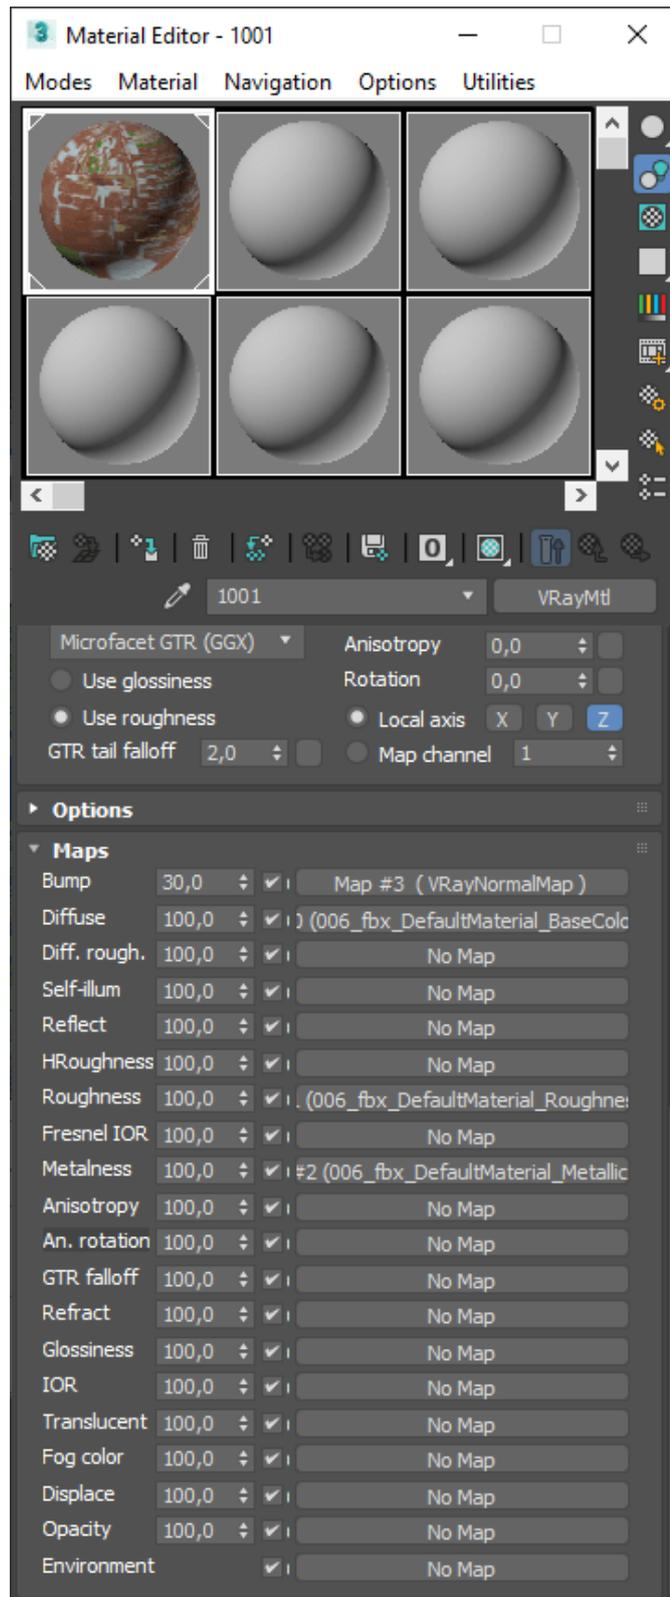 3 Material Editor - 1001
Modes Material Navigation Options Utilities
0
1001 VRayMtl
Microfacet GTR (GGX) Anisotropy 0,0
Use glossiness Rotation 0,0
Use roughness Local axis X Y Z
GTR tail falloff 2,0 Map channel 1
Options
Maps
Bump 30,0 Map #3 ( VRayNormalMap )
Diffuse 100,0 (006_fbx_DefaultMaterial_BaseColo
Diff. rough. 100,0 No Map
Self-illum 100,0 No Map
Reflect 100,0 No Map
HRoughness 100,0 No Map
Roughness 100,0 (006_fbx_DefaultMaterial_Roughnes
Fresnel IOR 100,0 No Map
Metalness 100,0 #2 (006_fbx_DefaultMaterial_Metallic
Anisotropy 100,0 No Map
An. rotation 100,0 No Map
GTR falloff 100,0 No Map
Refract 100,0 No Map
Glossiness 100,0 No Map
IOR 100,0 No Map
Translucent 100,0 No Map
Fog color 100,0 No Map
Displace 100,0 No Map
Opacity 100,0 No Map
Environment No Map